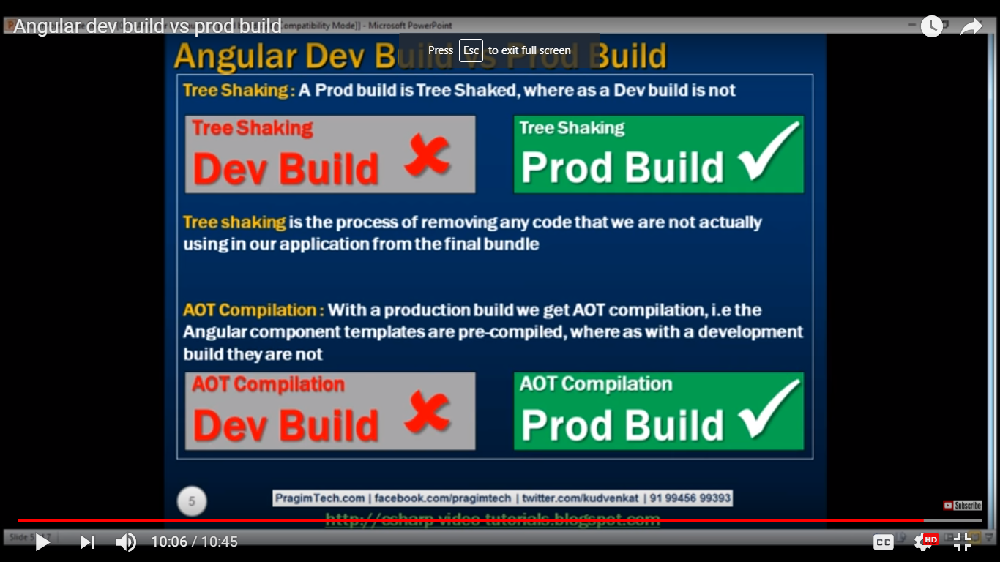 Angular dev build vs prod build
Compatibility Mode]] - Microsoft PowerPoint
Press Esc to exit full screen
Angular Dev Build vs Prod Build
Tree Shaking : A Prod build is Tree Shaked, where as a Dev build is not
Tree Shaking
Dev Build
Tree Shaking
Prod Build
Tree shaking is the process of removing any code that we are not actually
using in our application from the final bundle
AOT Compilation : With a production build we get AOT compilation, i.e the
Angular component templates are pre-compiled, where as with a development
build they are not
AOT Compilation
Dev Build
AOT Compilation
Prod Build
5
PragimTech.com | facebook.com/pragimtech | twitter.com/kudvenkat | 91 99456 99393
Subscribe
http://csharp-video-tutorials.blogspot.com
Slide 5
10:06 / 10:45
CC
HD